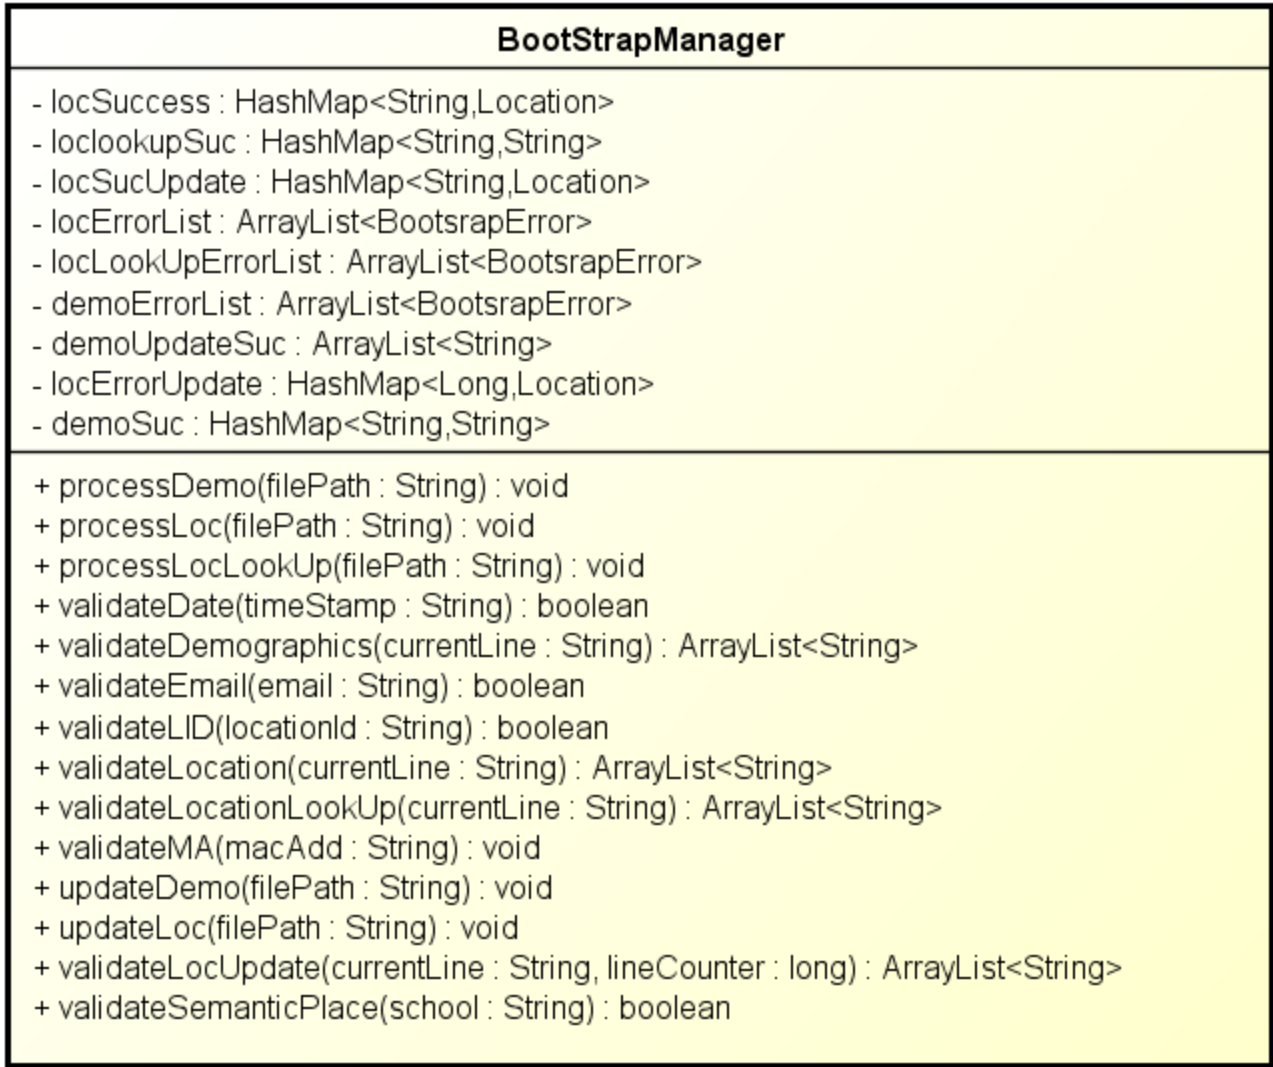 BootStrapManager
- locSuccess : HashMap<String,Location>
- loclookupSuc : HashMap<String,String>
- locSucUpdate : HashMap<String,Location>
- locErrorList : ArrayList<BootsrapError>
- locLookUpErrorList : ArrayList<BootsrapError>
- demoErrorList : ArrayList<BootsrapError>
- demoUpdateSuc : ArrayList<String>
- locErrorUpdate : HashMap<Long,Location>
- demoSuc : HashMap<String,String>
+ processDemo(filePath : String) : void
+ processLoc(filePath : String) : void
+ processLocLookUp(filePath : String) : void
+ validateDate(timeStamp : String) : boolean
+ validateDemographics(currentLine : String) : ArrayList<String>
+ validateEmail(email : String) : boolean
+ validateLID(locationId : String) : boolean
+ validateLocation(currentLine : String) : ArrayList<String>
+ validateLocationLookUp(currentLine : String) : ArrayList<String>
+ validateMA(macAdd : String) : void
+ updateDemo(filePath : String) : void
+ updateLoc(filePath : String) : void
+ validateLocUpdate(currentLine : String, lineCounter : long) : ArrayList<String>
+ validateSemanticPlace(school : String) : boolean